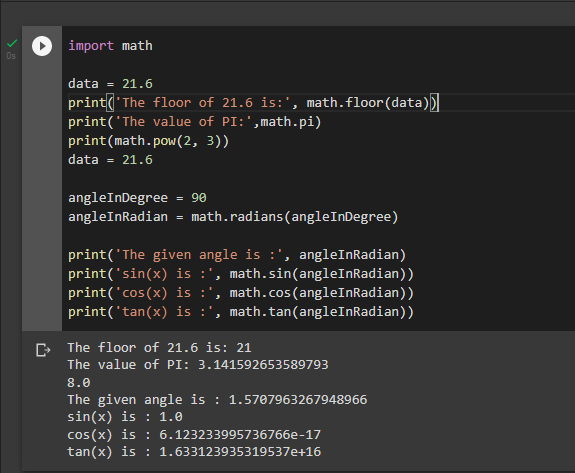 import math
data = 21.6
print('The floor of 21.6 is:', math.floor(data))
print('The value of PI:',math.pi)
print(math.pow(2, 3))
data = 21.6
angleInDegree = 90
angleInRadian = math.radians(angleInDegree)
print('The given angle is :', angleInRadian)
print('sin(x) is :', math.sin(angleInRadian))
print('cos(x) is :', math.cos(angleInRadian))
print('tan(x) is :', math.tan(angleInRadian))
0s
The floor of 21.6 is: 21
The value of PI: 3.141592653589793
8.0
The given angle is : 1.5707963267948966
sin(x) is : 1.0
cos(x) is : 6.123233995736766e-17
tan(x) is : 1.633123935319537e+16